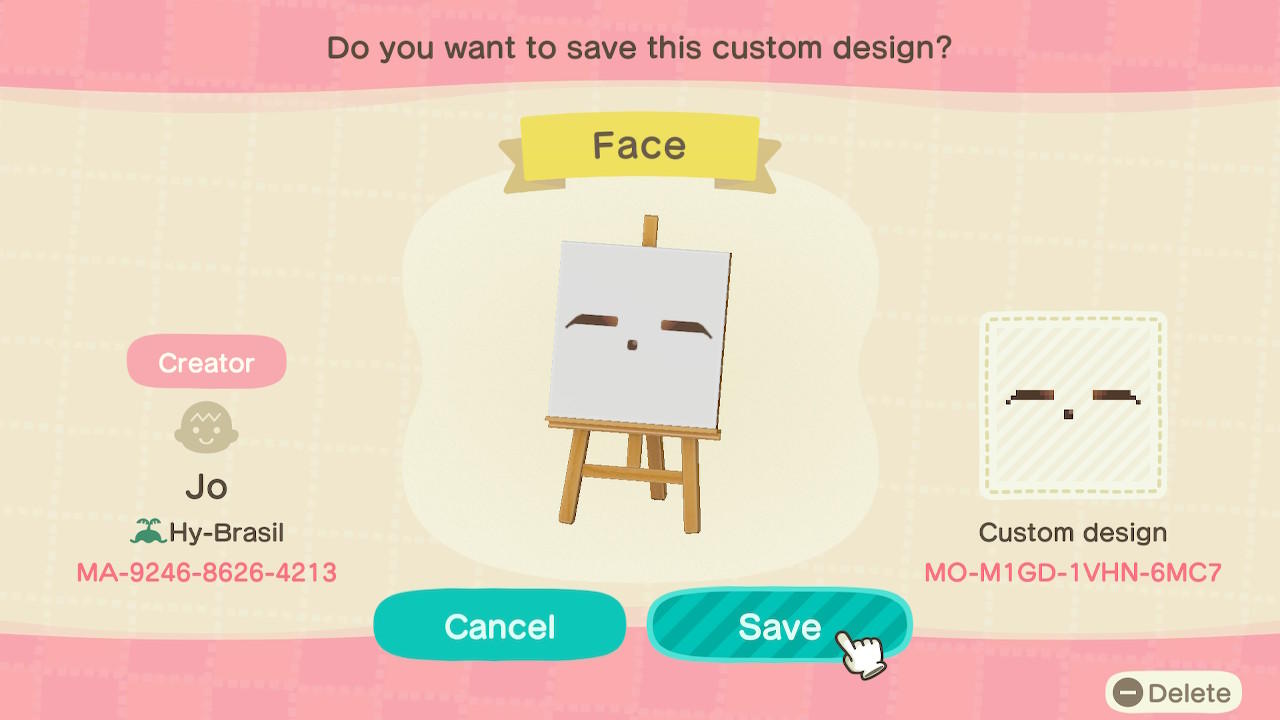 Do you want to save this custom design?
Face
Creator
Jo
Hy-Brasil
MA-9246-8626-4213
Custom design
MO-M1GD-1VHN-6MC7
Cancel
Save
Delete